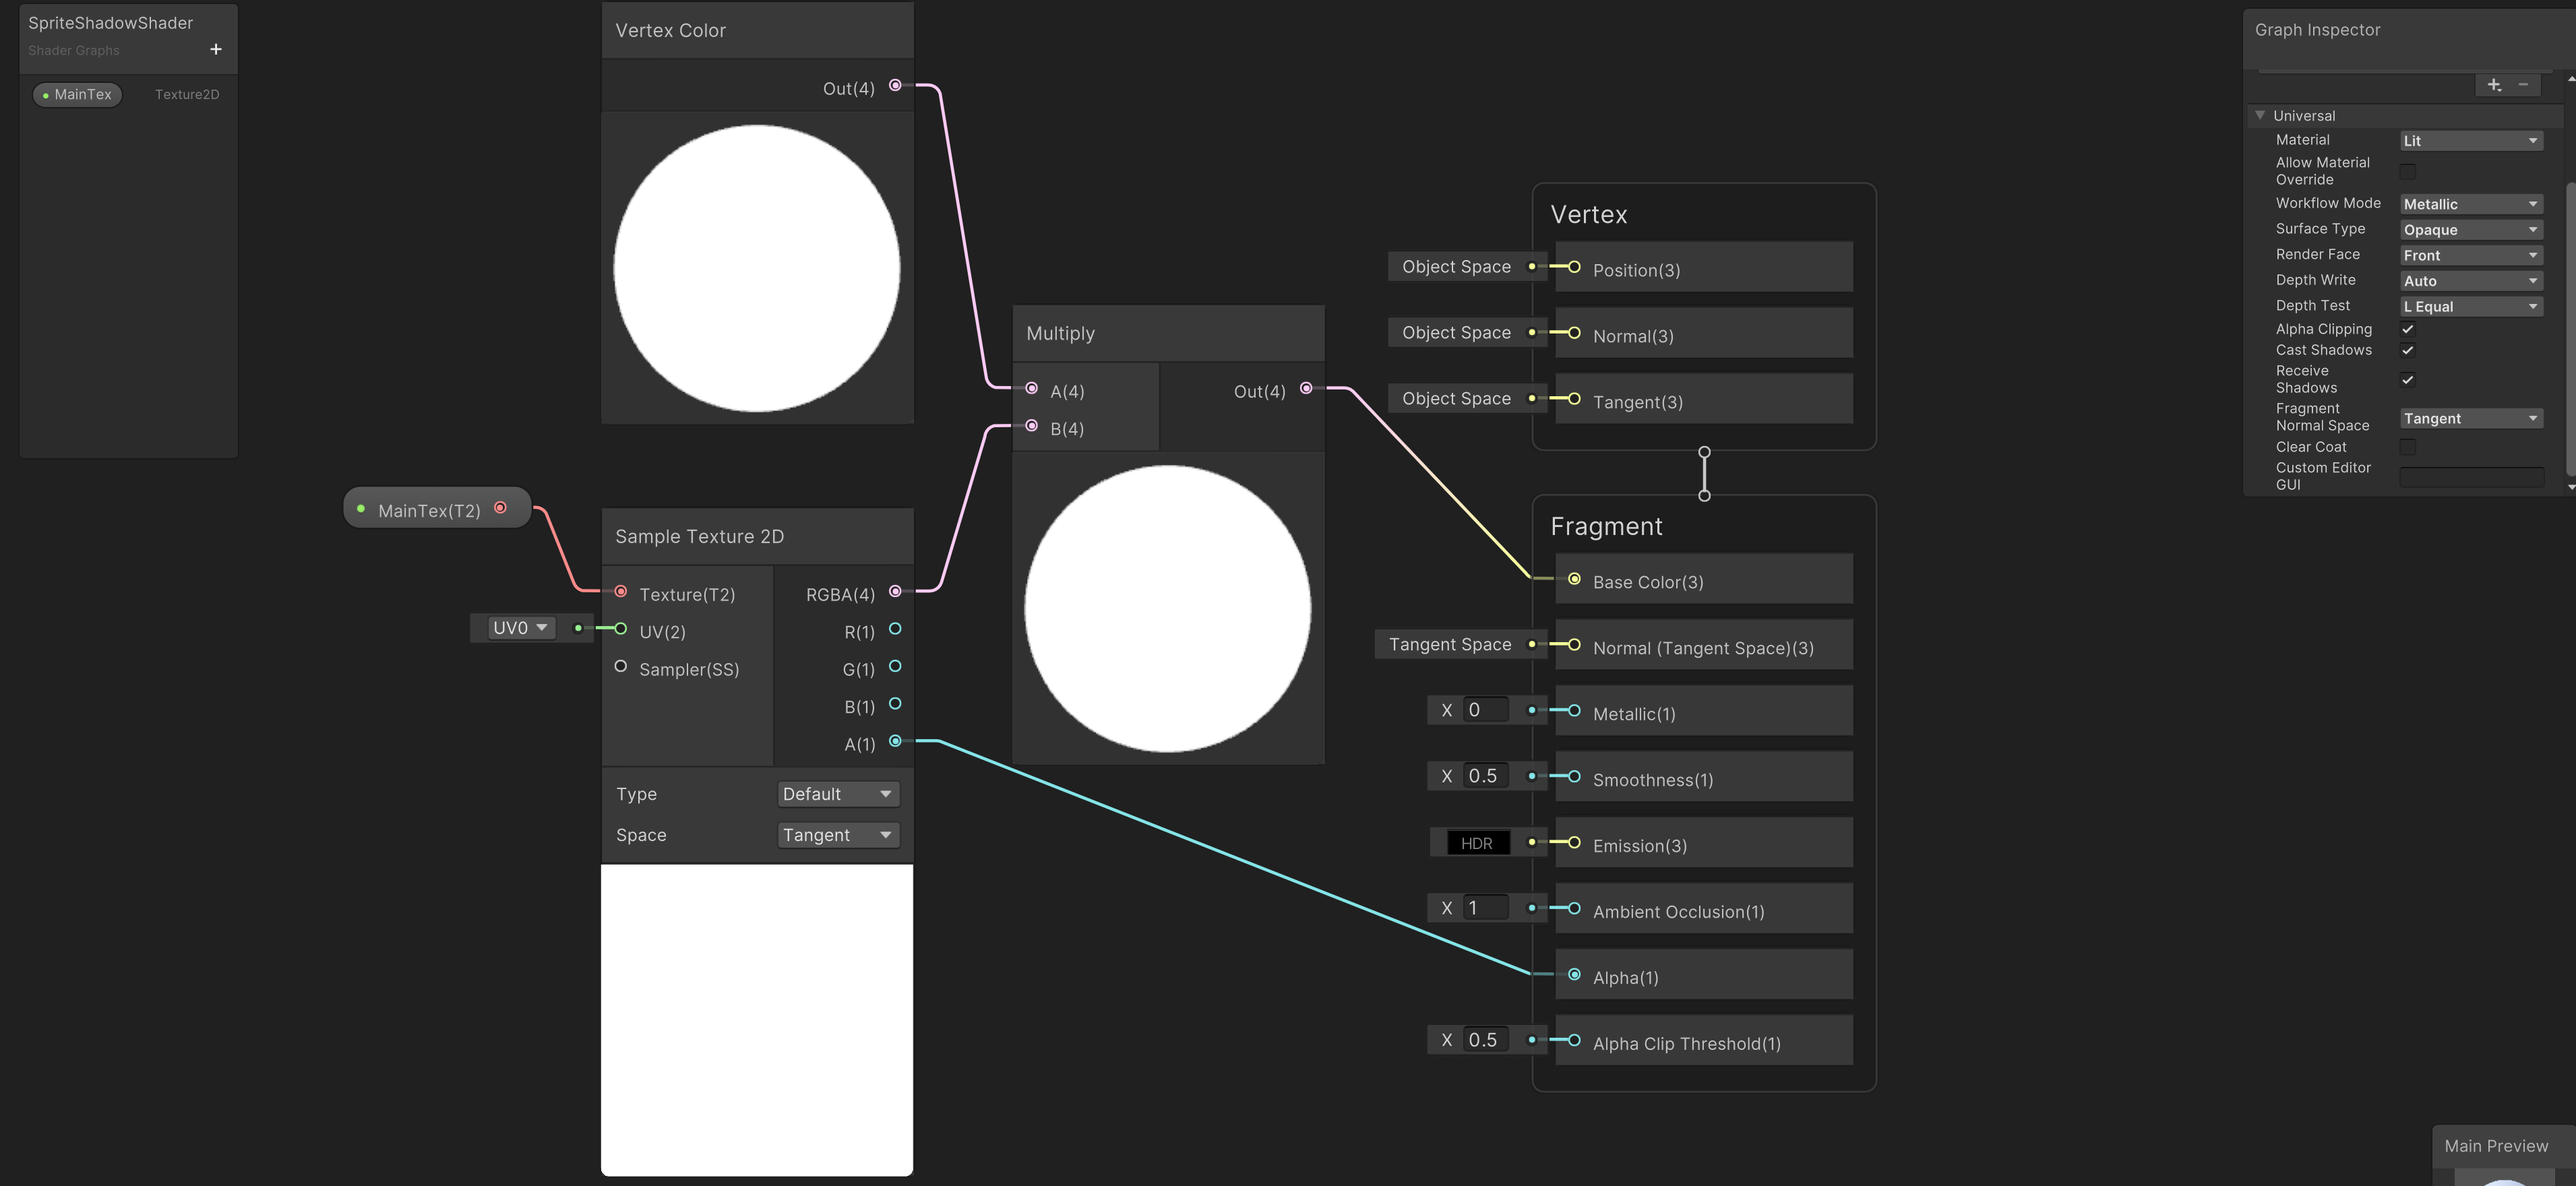 SpriteShadowShader
Shader Graphs
+
MainTex Texture2D
Vertex Color
Out(4)
MainTex(T2)
Sample Texture 2D
Texture(T2) RGBA(4)
UV0 UV(2) R(1)
Sampler(SS) G(1)
B(1)
A(1)
Type Default
Space Tangent
Multiply
A(4) Out(4)
B(4)
Vertex
Object Space Position(3)
Object Space Normal(3)
Object Space Tangent(3)
Fragment
Base Color(3)
Tangent Space Normal (Tangent Space)(3)
X 0 Metallic(1)
X 0.5 Smoothness(1)
HDR Emission(3)
X 1 Ambient Occlusion(1)
Alpha(1)
X 0.5 Alpha Clip Threshold(1)
Graph Inspector
Universal
Material Lit
Allow Material
Override
Workflow Mode Metallic
Surface Type Opaque
Render Face Front
Depth Write Auto
Depth Test L Equal
Alpha Clipping
Cast Shadows
Receive
Shadows
Fragment
Normal Space Tangent
Clear Coat
Custom Editor
GUI
Main Preview